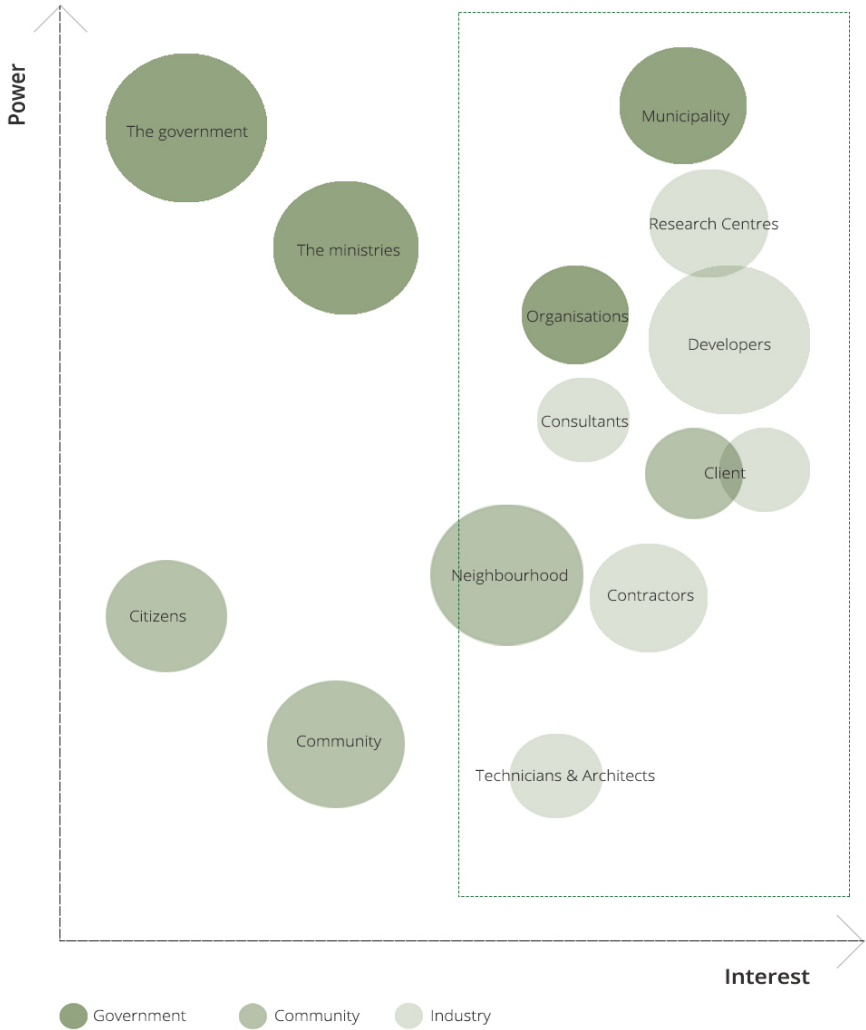 Power
The government
Municipality
Research Centres
The ministries
Organisations
Developers
Consultants
Client
Neighbourhood
Contractors
Citizens
Community
Technicians & Architects
Interest
Government
Community
Industry